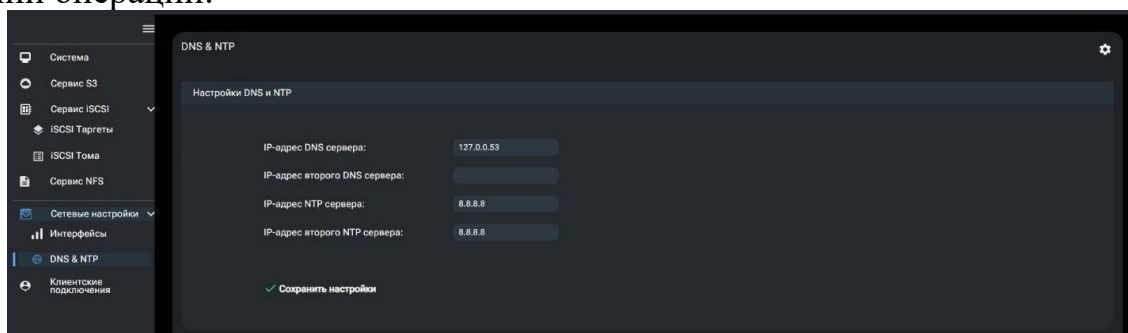 Система
Сервис S3
Сервис iSCSI
iSCSI Таргеты
iSCSI Тома
Сервис NFS
Сетевые настройки
Интерфейсы
DNS & NTP
Клиентские
подключения
DNS & NTP
Настройки DNS и NTP
IP-адрес DNS сервера: 127.0.0.53
IP-адрес второго DNS сервера:
IP-адрес NTP сервера: 8.8.8.8
IP-адрес второго NTP сервера: 8.8.8.8
Сохранить настройки